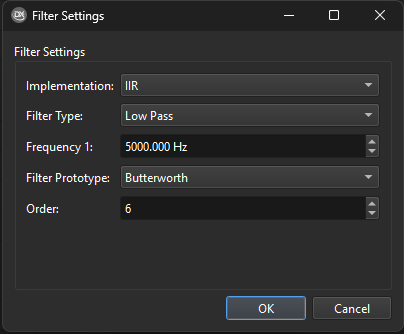 DX Filter Settings
Filter Settings
Implementation: IIR
Filter Type: Low Pass
Frequency 1: 5000.000 Hz
Filter Prototype: Butterworth
Order: 6
OK Cancel